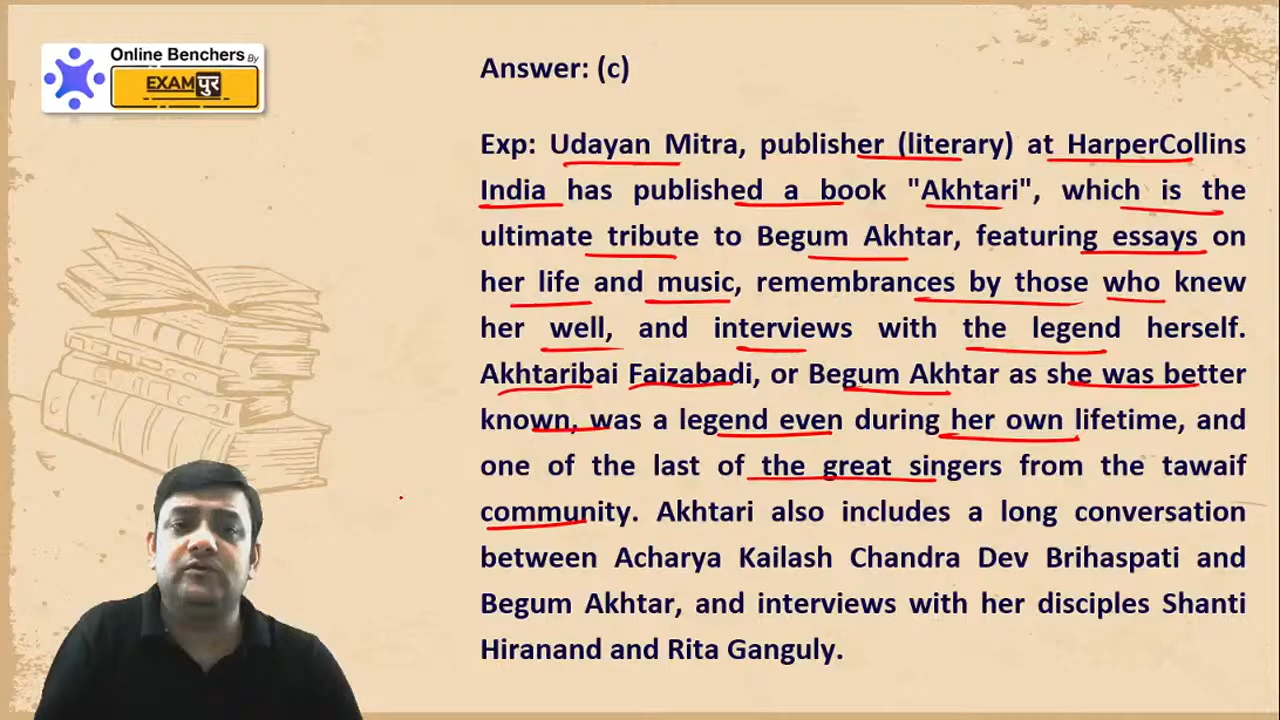 Online Benchers By
EXAMपुर
Answer: (c)
Exp: Udayan Mitra, publisher (literary) at HarperCollins
India has published a book "Akhtari", which is the
ultimate tribute to Begum Akhtar, featuring essays on
her life and music, remembrances by those who knew
her well, and interviews with the legend herself.
Akhtaribai Faizabadi, or Begum Akhtar as she was better
known, was a legend even during her own lifetime, and
one of the last of the great singers from the tawaif
community. Akhtari also includes a long conversation
between Acharya Kailash Chandra Dev Brihaspati and
Begum Akhtar, and interviews with her disciples Shanti
Hiranand and Rita Ganguly.